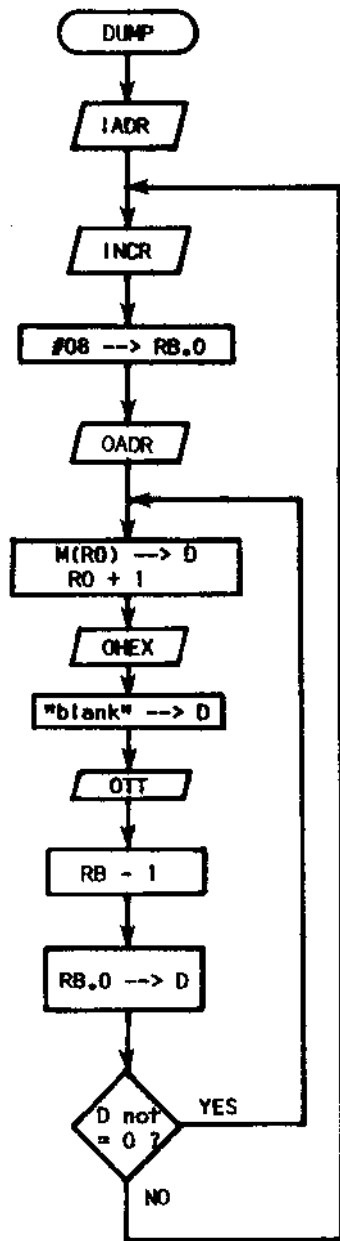 DUMP
IADR
INCR
#08 --> RB.0
OADR
M(R0) --> D
R0 + 1
OHEX
"blank" --> D
OTT
RB - 1
RB.0 --> D
D not
= 0 ?
YES
NO